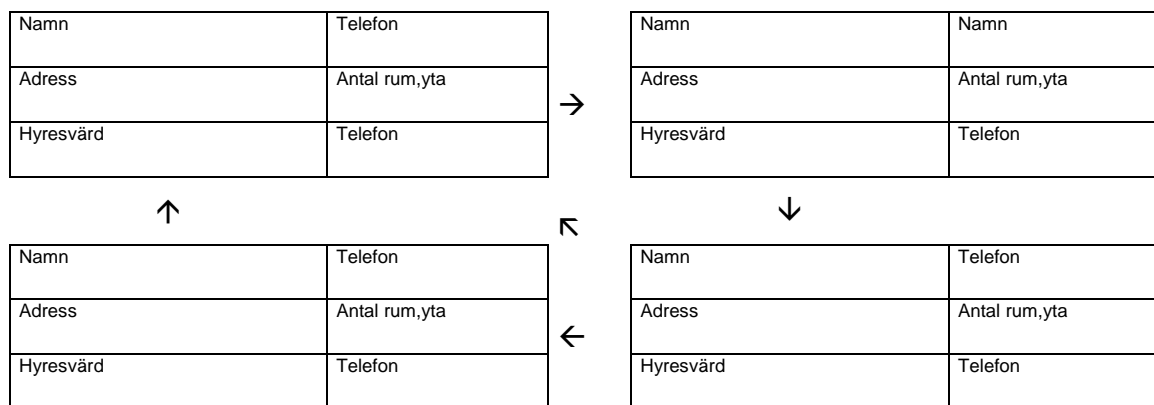 Namn Telefon Namn Namn
Adress Antal rum,yta Adress Antal rum,yta
→
Hyresvärd Telefon Hyresvärd Telefon
↑ ↖ ↓
Namn Telefon Namn Telefon
Adress Antal rum,yta Adress Antal rum,yta
←
Hyresvärd Telefon Hyresvärd Telefon